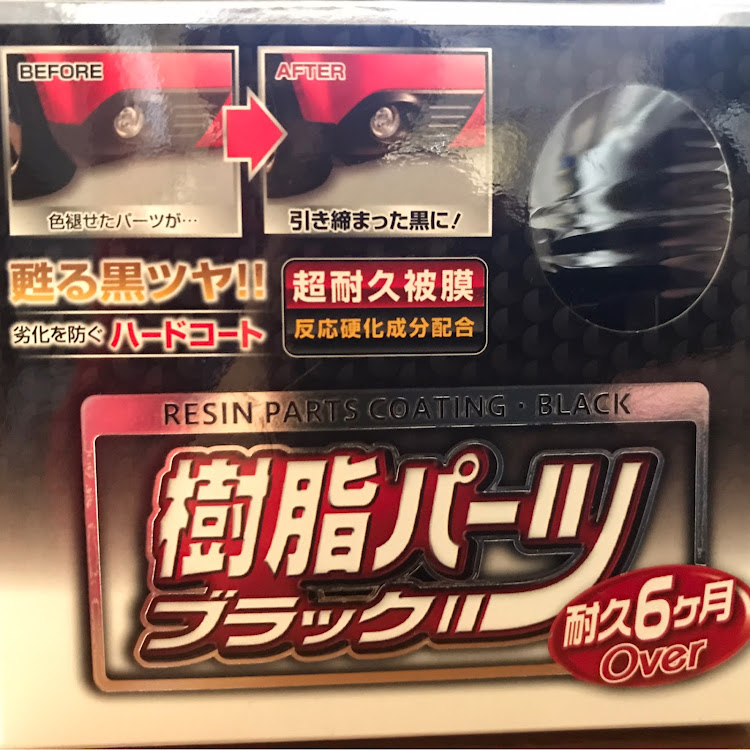 BEFORE
AFTER
色褪せたパーツが…
引き締まった黒に!
甦る黒ツヤ!!
劣化を防ぐ ハードコート
超耐久被膜
反応硬化成分配合
RESIN PARTS COATING・BLACK
樹脂パーツ
ブラック
耐久6ヶ月
Over